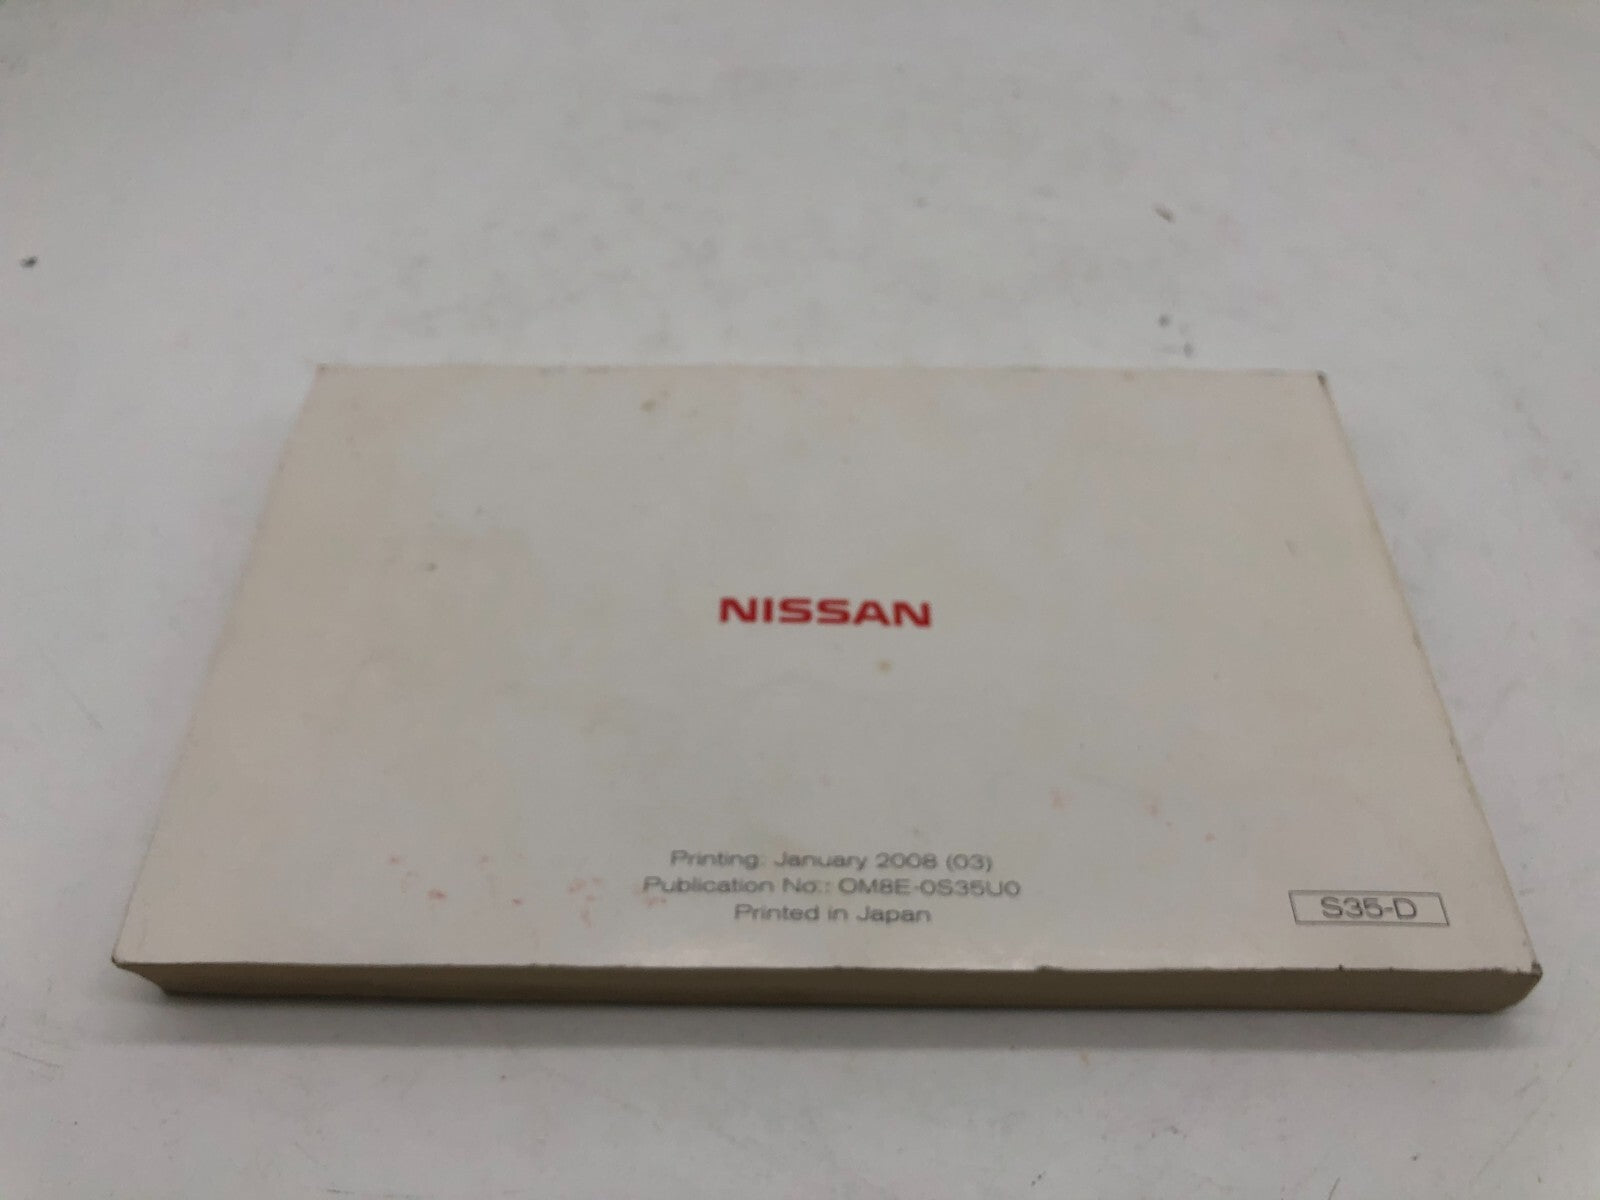 NISSAN
Printing: January 2008 (03)
Publication No.: OM8E-0S35U0
Printed in Japan
S35-D